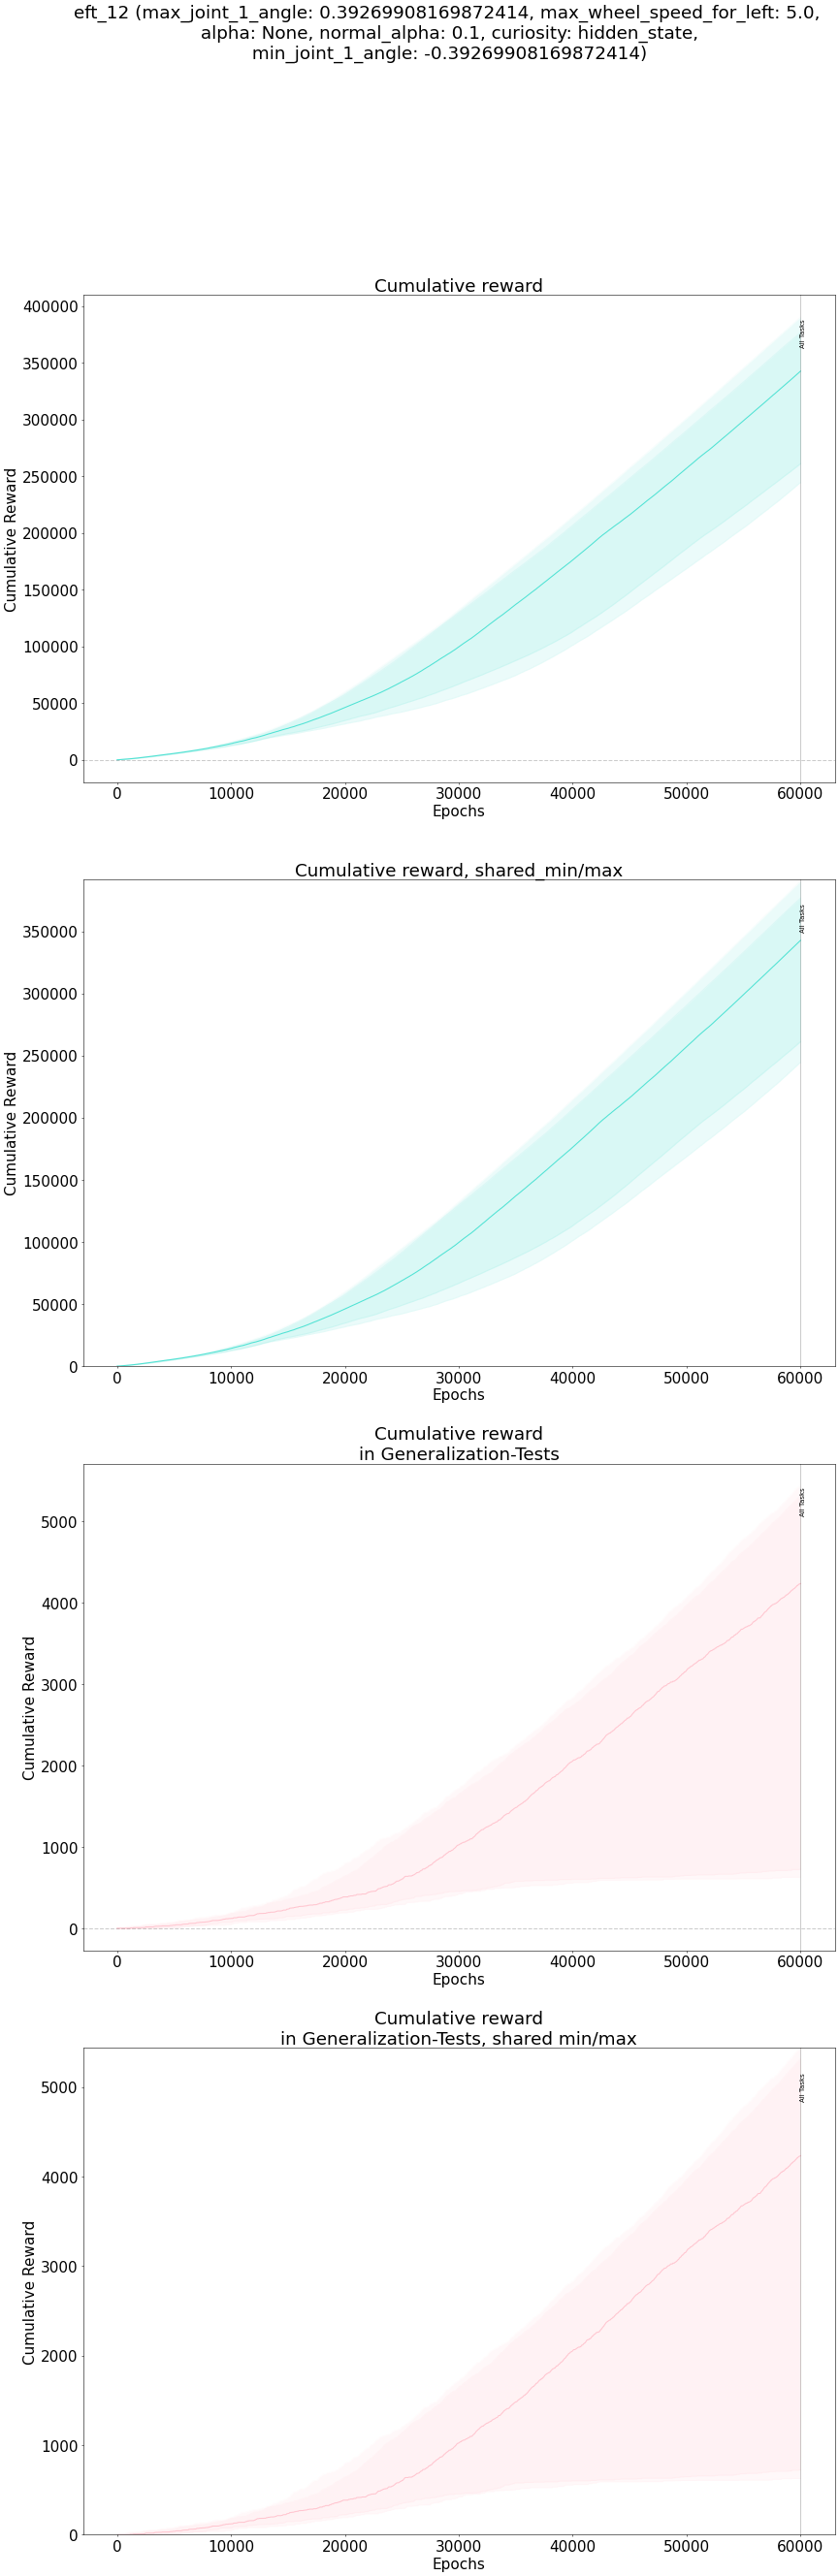 eft_12 (max_joint_1_angle: 0.39269908169872414, max_wheel_speed_for_left: 5.0,
alpha: None, normal_alpha: 0.1, curiosity: hidden_state,
min_joint_1_angle: -0.39269908169872414)
Cumulative reward
400000
350000
300000
250000
200000
150000
100000
50000
0
Cumulative Reward
All Tasks
0 10000 20000 30000 40000 50000 60000
Epochs
Cumulative reward, shared_min/max
350000
300000
250000
200000
150000
100000
50000
0
Cumulative Reward
All Tasks
0 10000 20000 30000 40000 50000 60000
Epochs
Cumulative reward
in Generalization-Tests
5000
4000
3000
2000
1000
0
Cumulative Reward
All Tasks
0 10000 20000 30000 40000 50000 60000
Epochs
Cumulative reward
in Generalization-Tests, shared min/max
5000
4000
3000
2000
1000
0
Cumulative Reward
All Tasks
0 10000 20000 30000 40000 50000 60000
Epochs